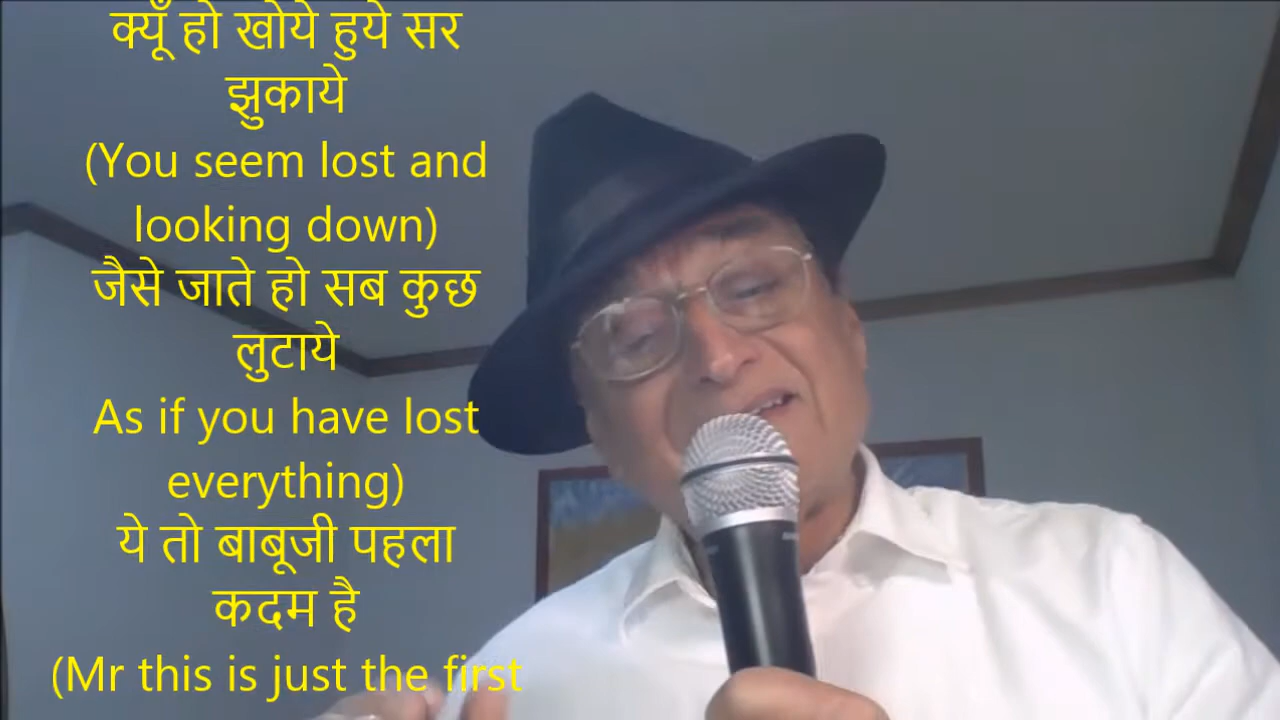 क्यूँ हो खोये हुये सर
झुकाये
(You seem lost and
looking down)
जैसे जाते हो सब कुछ
लुटाये
As if you have lost
everything)
ये तो बाबूजी पहला
कदम है
(Mr this is just the first